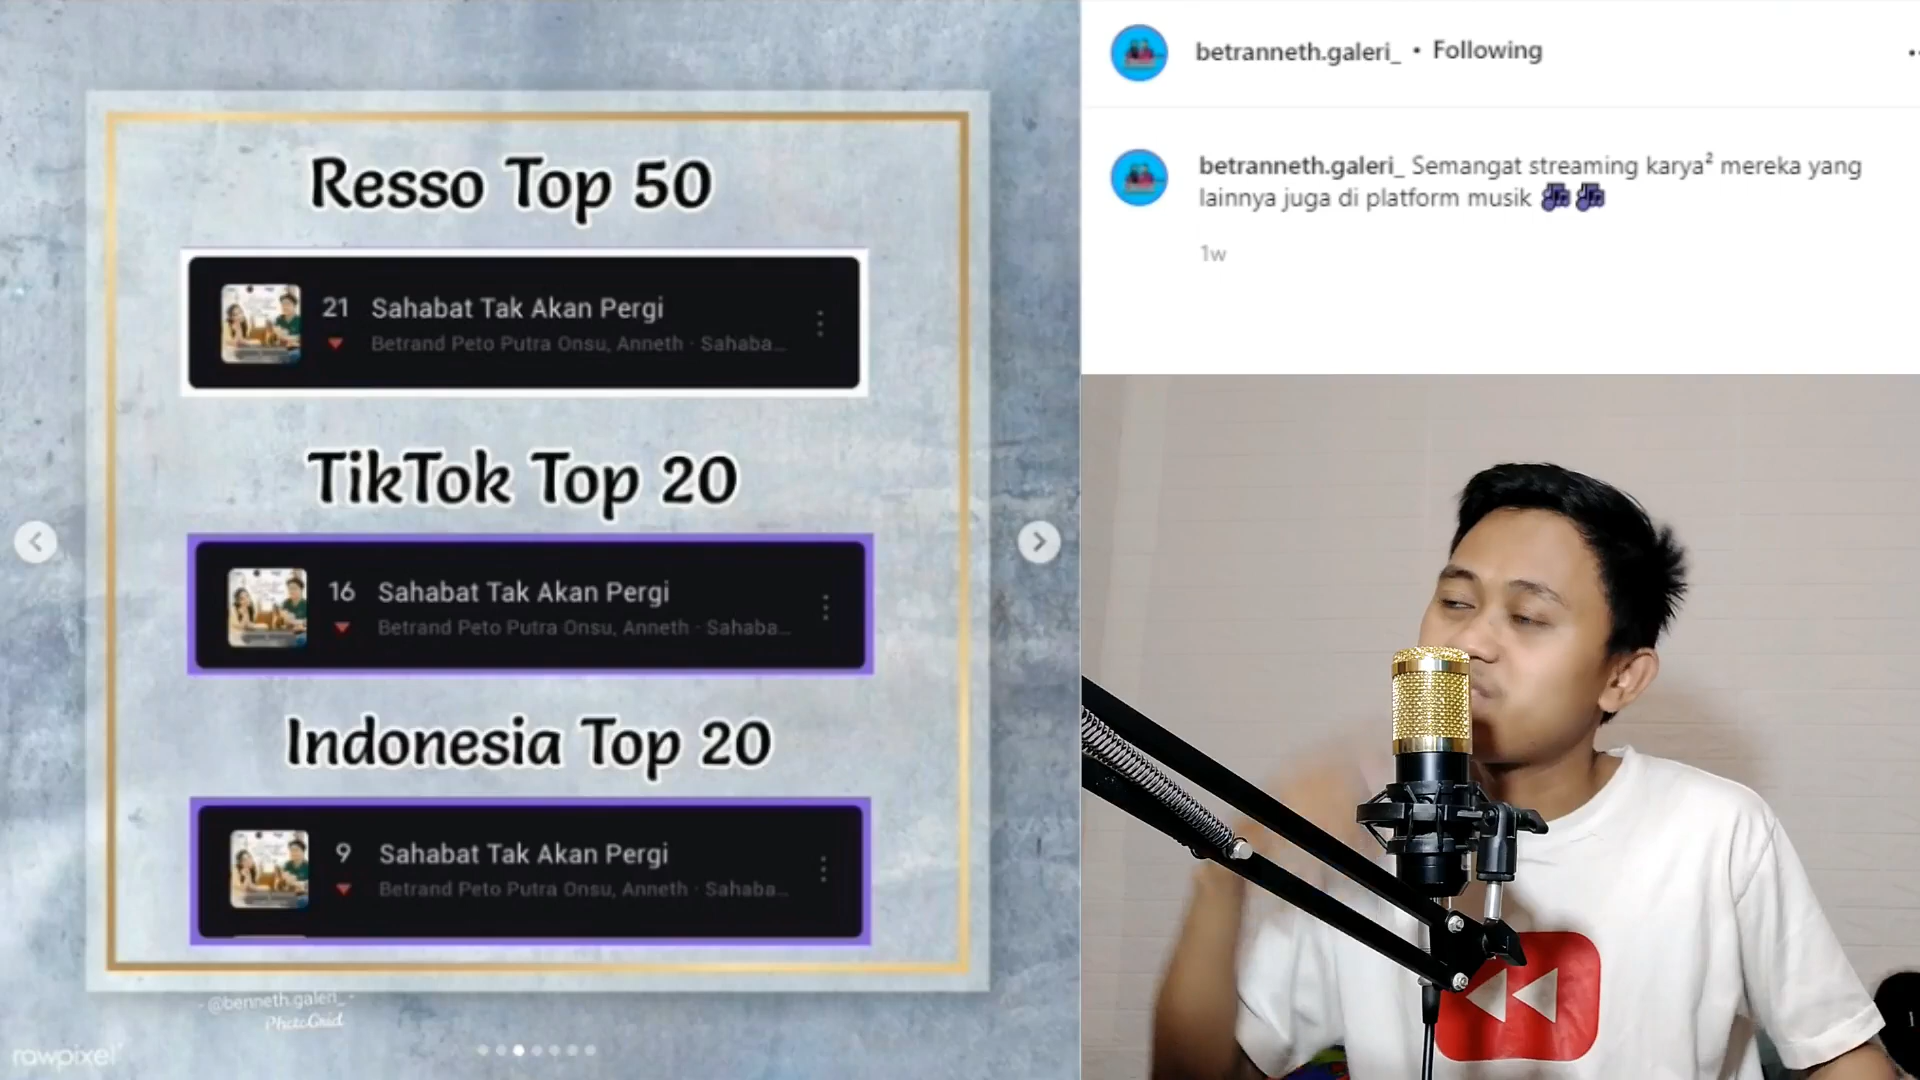 Resso Top 50
21 Sahabat Tak Akan Pergi
Betrand Peto Putra Onsu, Anneth · Sahaba...
TikTok Top 20
16 Sahabat Tak Akan Pergi
Betrand Peto Putra Onsu, Anneth · Sahaba...
Indonesia Top 20
9 Sahabat Tak Akan Pergi
Betrand Peto Putra Onsu, Anneth · Sahaba...
- @benneth.galeri_ -
PhotoGrid
rawpixel
betranneth.galeri_ • Following
betranneth.galeri_ Semangat streaming karya² mereka yang
lainnya juga di platform musik 🎶🎶
1w